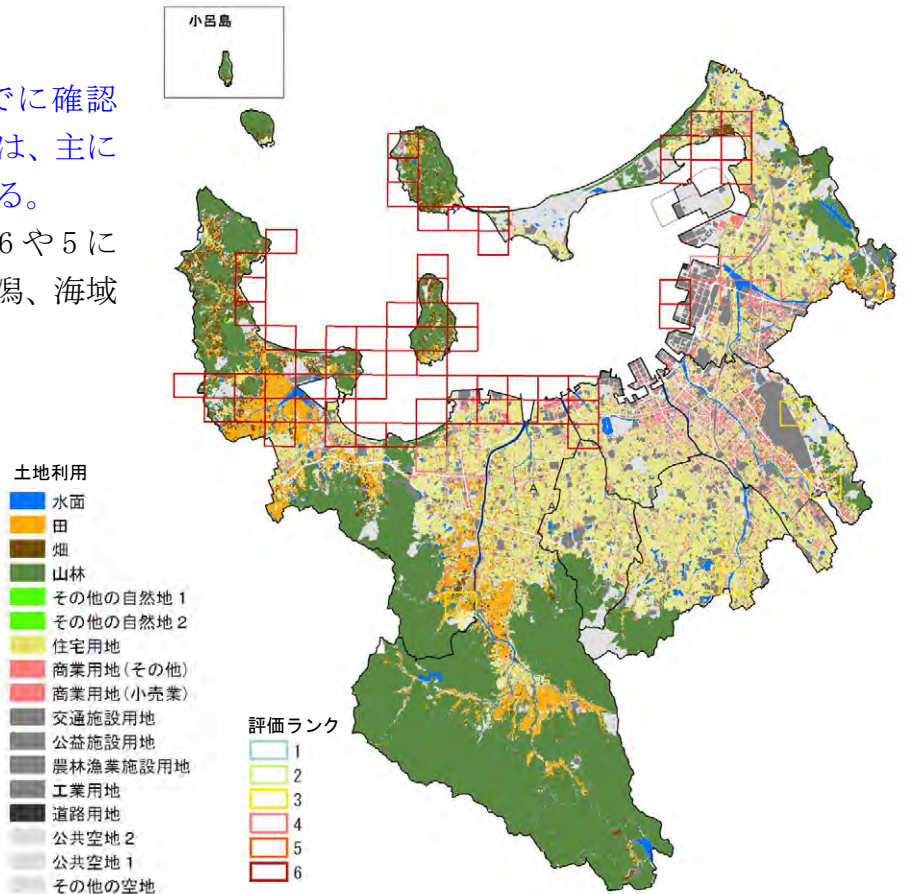 小呂島
でに確認
は、主に
る。
6や5に
潟、海域
土地利用
水面
田
畑
山林
その他の自然地1
その他の自然地2
住宅用地
商業用地(その他)
商業用地(小売業)
交通施設用地
公益施設用地
農林漁業施設用地
工業用地
道路用地
公共空地2
公共空地1
その他の空地
評価ランク
1
2
3
4
5
6